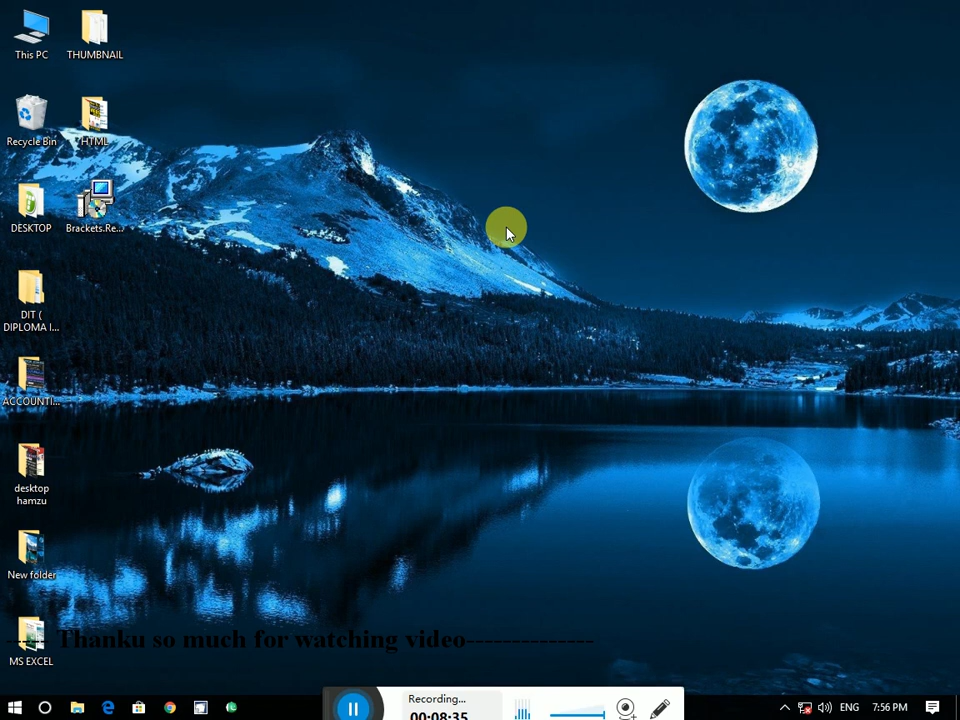 This PC
THUMBNAIL
Recycle Bin
HTML
DESKTOP
Brackets.Re...
DIT (
DIPLOMA I...
ACCOUNTI...
desktop
hamzu
New folder
MS EXCEL
------ Thanku so much for watching video--------------
Recording...
00:08:35
ENG
7:56 PM